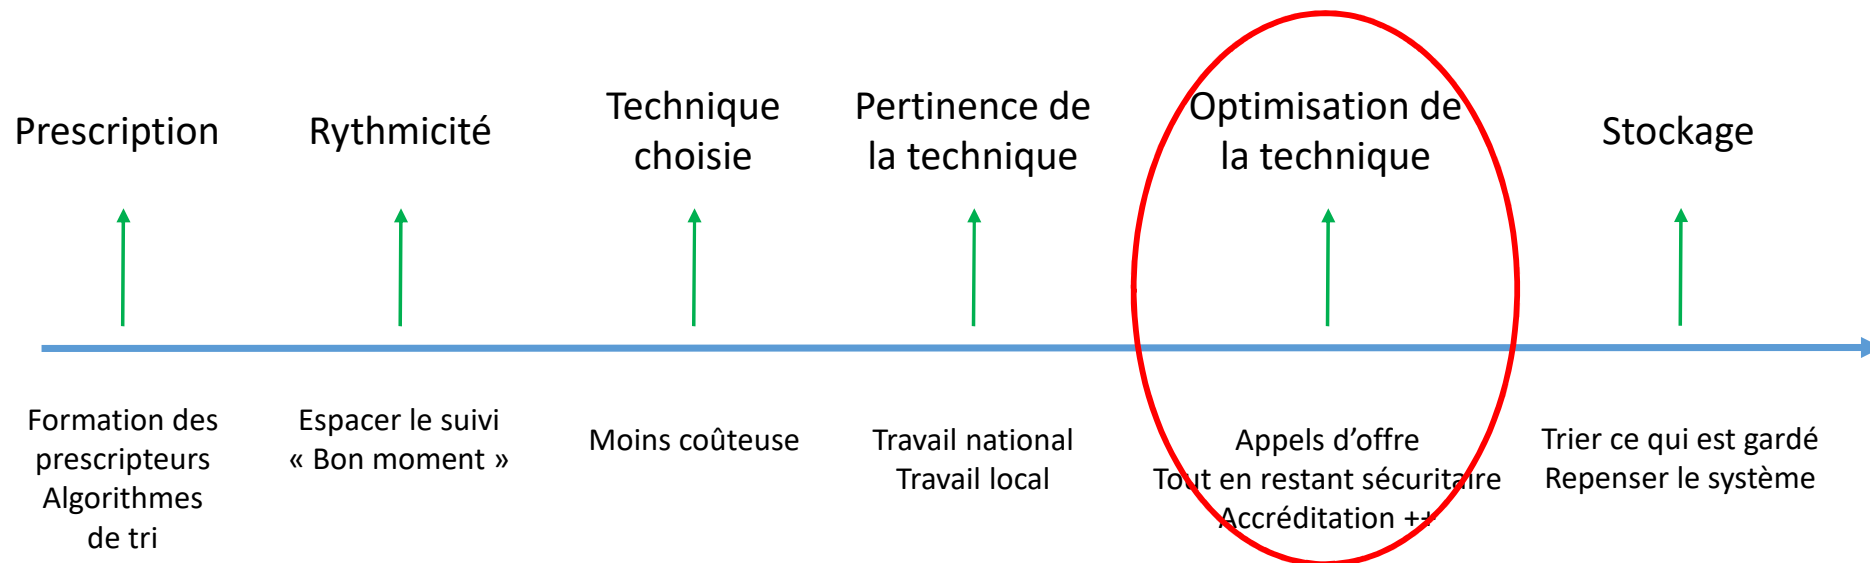 Prescription
Rythmicité
Technique
choisie
Pertinence de
la technique
Optimisation de
la technique
Stockage
Formation des
prescripteurs
Algorithmes
de tri
Espacer le suivi
« Bon moment »
Moins coûteuse
Travail national
Travail local
Appels d’offre
Tout en restant sécuritaire
Accréditation ++
Trier ce qui est gardé
Repenser le système